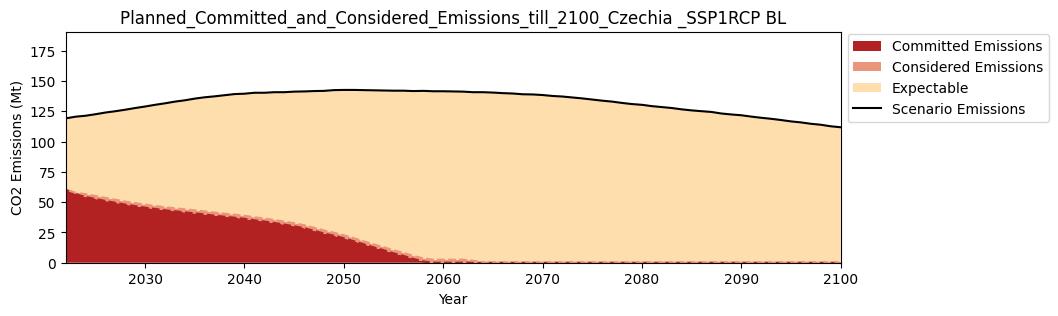 Planned_Committed_and_Considered_Emissions_till_2100_Czechia _SSP1RCP BL
CO2 Emissions (Mt)
175
150
125
100
75
50
25
0
2030 2040 2050 2060 2070 2080 2090 2100
Year
Committed Emissions
Considered Emissions
Expectable
Scenario Emissions